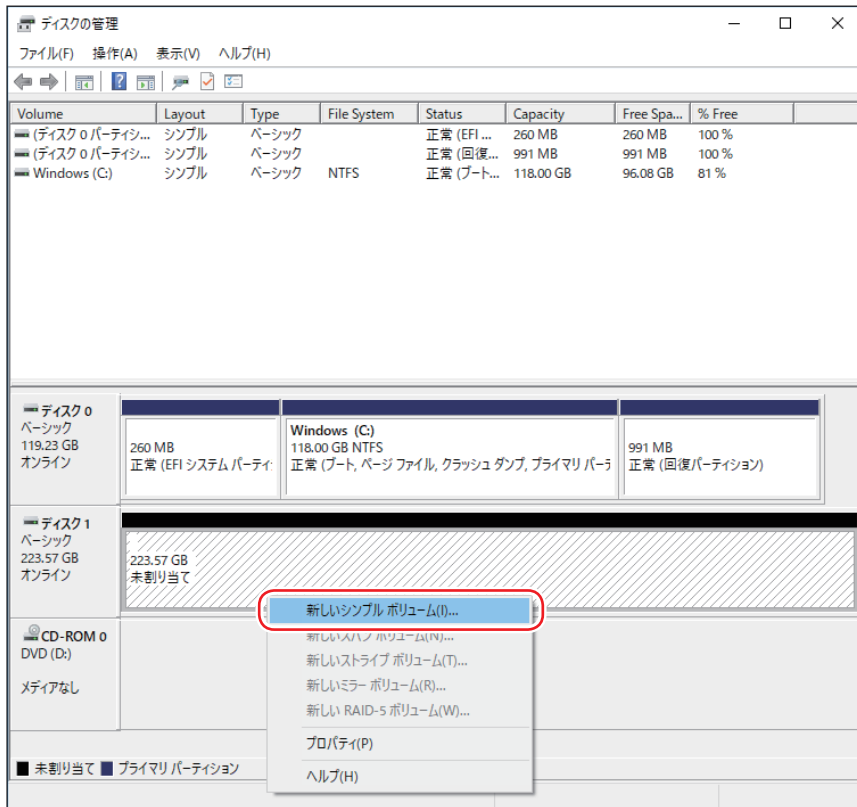 ディスクの管理
ファイル(F) 操作(A) 表示(V) ヘルプ(H)
Volume Layout Type File System Status Capacity Free Spa... % Free
(ディスク 0 パーティシ... シンプル ベーシック 正常 (EFI ... 260 MB 260 MB 100 %
(ディスク 0 パーティシ... シンプル ベーシック 正常 (回復... 991 MB 991 MB 100 %
Windows (C:) シンプル ベーシック NTFS 正常 (ブート... 118.00 GB 96.08 GB 81 %
ディスク 0
ベーシック
119.23 GB
オンライン
260 MB
正常 (EFI システム パーティ
Windows (C:)
118.00 GB NTFS
正常 (ブート, ページ ファイル, クラッシュ ダンプ, プライマリ パーテ
991 MB
正常 (回復パーティション)
ディスク 1
ベーシック
223.57 GB
オンライン
223.57 GB
未割り当て
新しいシンプル ボリューム(I)...
新しいスパン ボリューム(N)...
新しいストライプ ボリューム(T)...
新しいミラー ボリューム(R)...
新しい RAID-5 ボリューム(W)...
プロパティ(P)
ヘルプ(H)
CD-ROM 0
DVD (D:)
メディアなし
未割り当て プライマリ パーティション